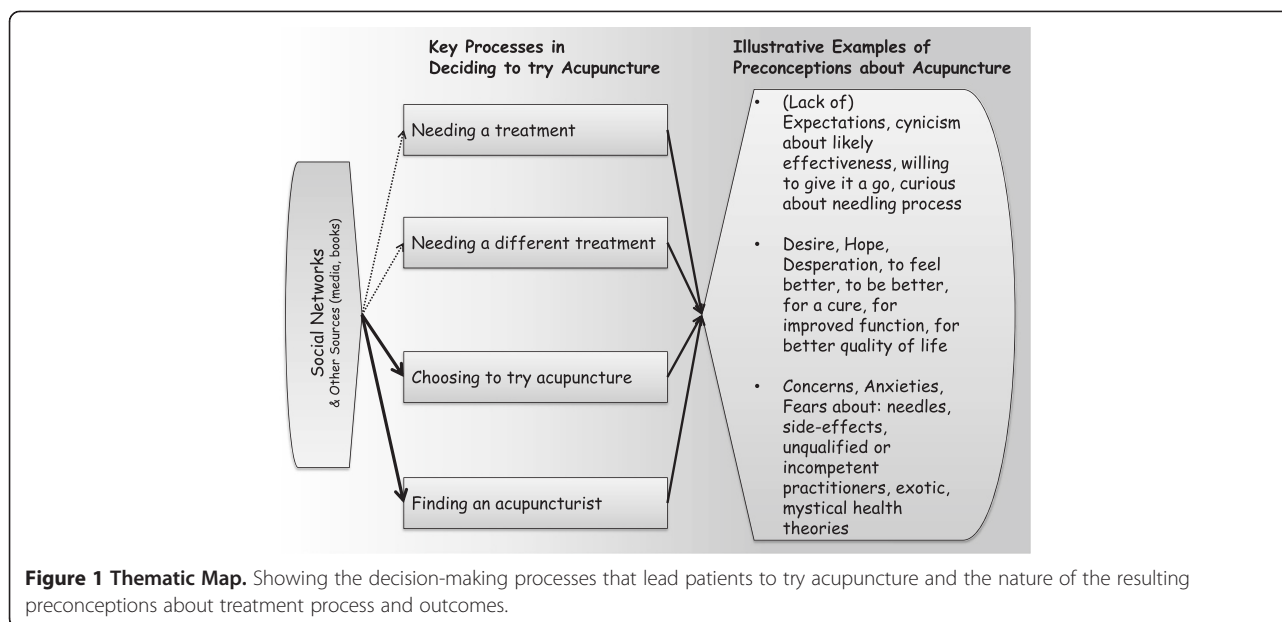 Key Processes in
Deciding to try Acupuncture
Illustrative Examples of
Preconceptions about Acupuncture
Social Networks
& Other Sources (media, books)
Needing a treatment
Needing a different treatment
Choosing to try acupuncture
Finding an acupuncturist
• (Lack of)
Expectations, cynicism
about likely
effectiveness, willing
to give it a go, curious
about needling process
• Desire, Hope,
Desperation, to feel
better, to be better,
for a cure, for
improved function, for
better quality of life
• Concerns, Anxieties,
Fears about: needles,
side-effects,
unqualified or
incompetent
practitioners, exotic,
mystical health
theories
Figure 1 Thematic Map. Showing the decision-making processes that lead patients to try acupuncture and the nature of the resulting
preconceptions about treatment process and outcomes.